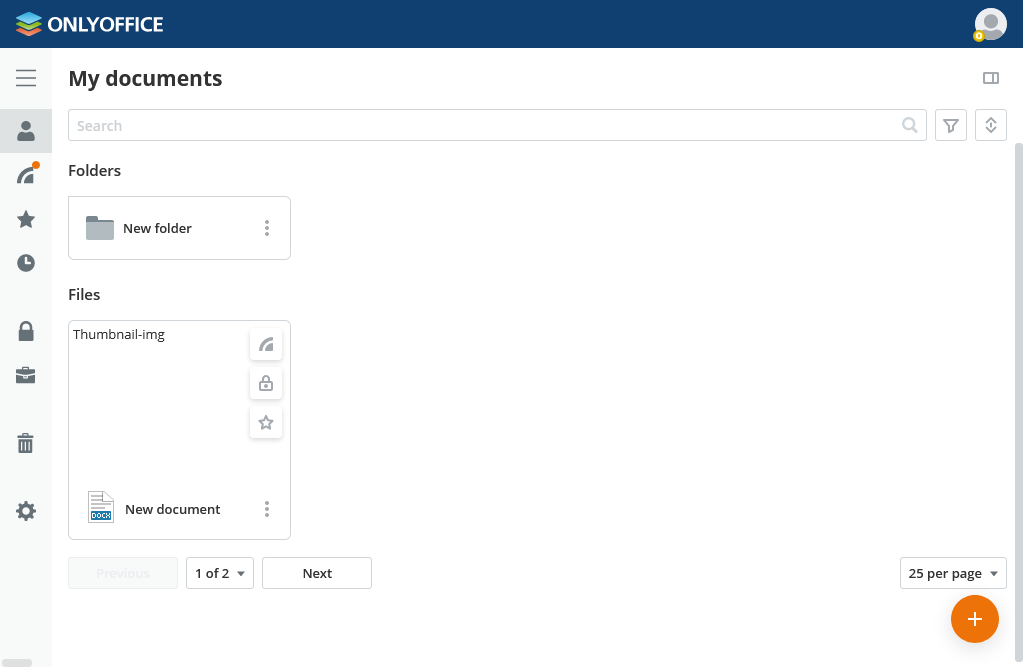 ONLYOFFICE
My documents
Search
Folders
New folder
Files
Thumbnail-img
DOCX
New document
Previous
1 of 2
Next
25 per page